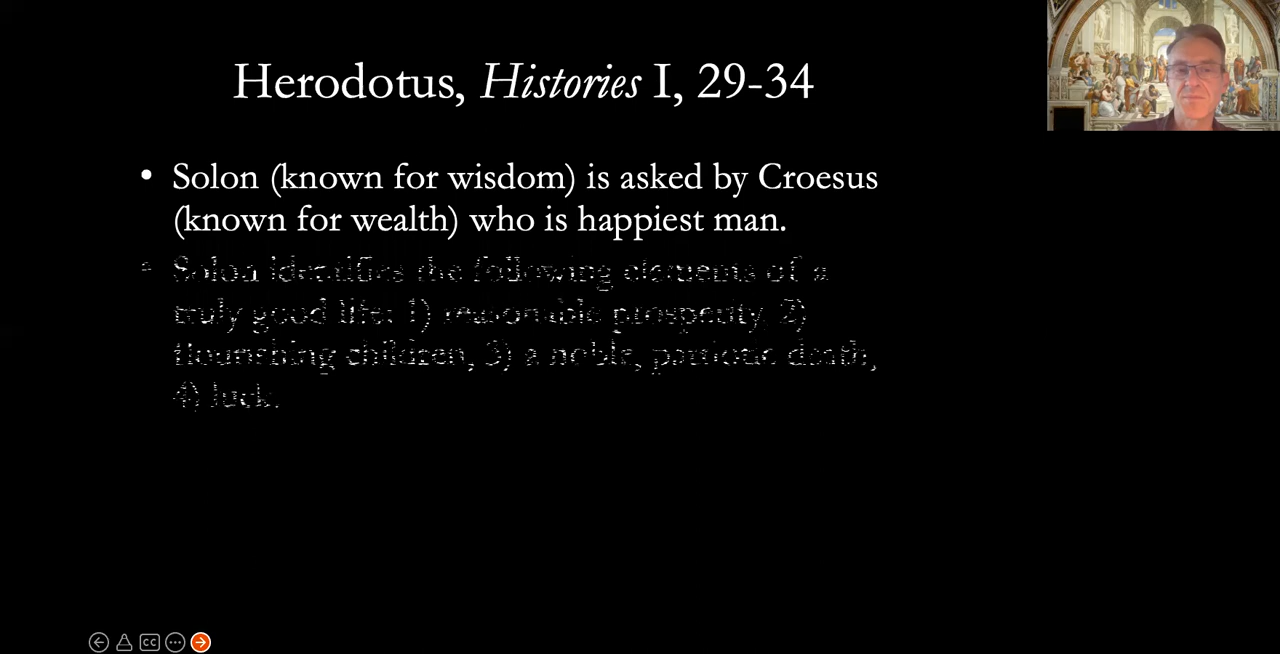 Herodotus, Histories I, 29-34
• Solon (known for wisdom) is asked by Croesus
(known for wealth) who is happiest man.
Solon identifies the following elements of a
truly good life: 1) reasonable prosperity, 2)
flourishing children, 3) a noble, patriotic death,
4) luck.
CC